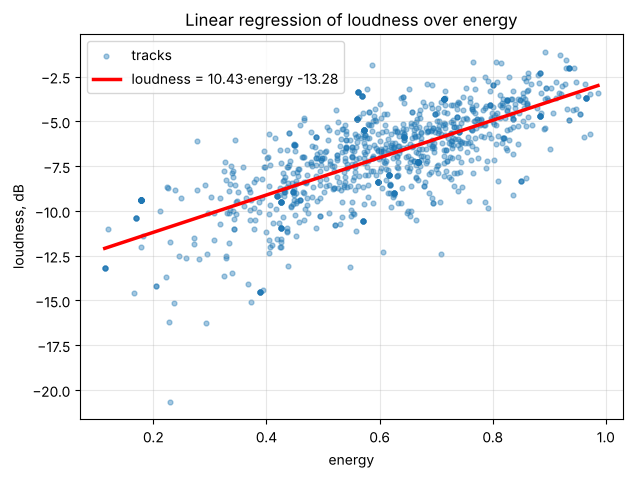 Linear regression of loudness over energy
tracks
loudness = 10.43·energy -13.28
−2.5
−5.0
−7.5
−10.0
−12.5
−15.0
−17.5
−20.0
loudness, dB
0.2 0.4 0.6 0.8 1.0
energy